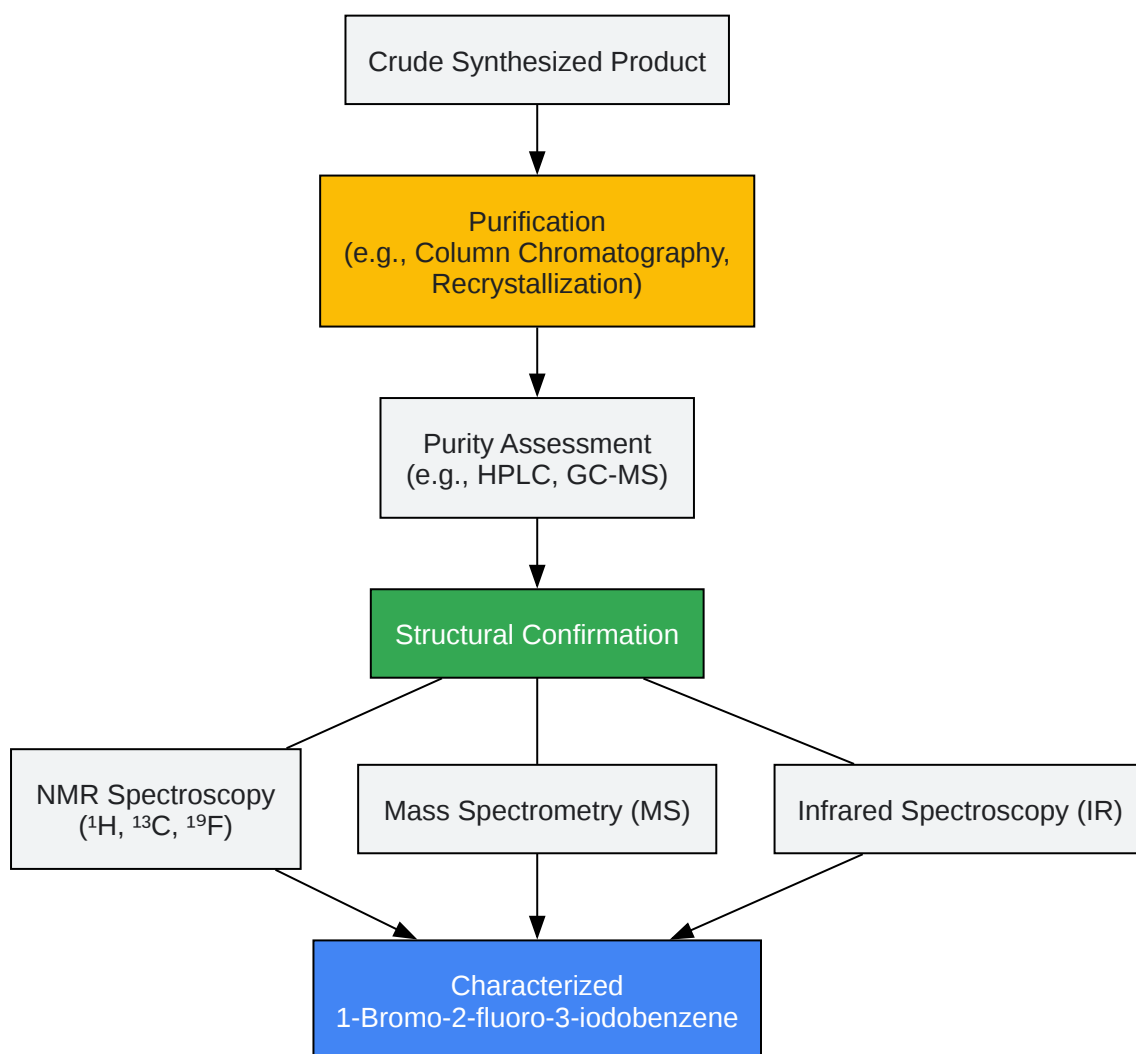 Crude Synthesized Product
Purification
(e.g., Column Chromatography,
Recrystallization)
Purity Assessment
(e.g., HPLC, GC-MS)
Structural Confirmation
NMR Spectroscopy
(¹H, ¹³C, ¹⁹F)
Mass Spectrometry (MS)
Infrared Spectroscopy (IR)
Characterized
1-Bromo-2-fluoro-3-iodobenzene